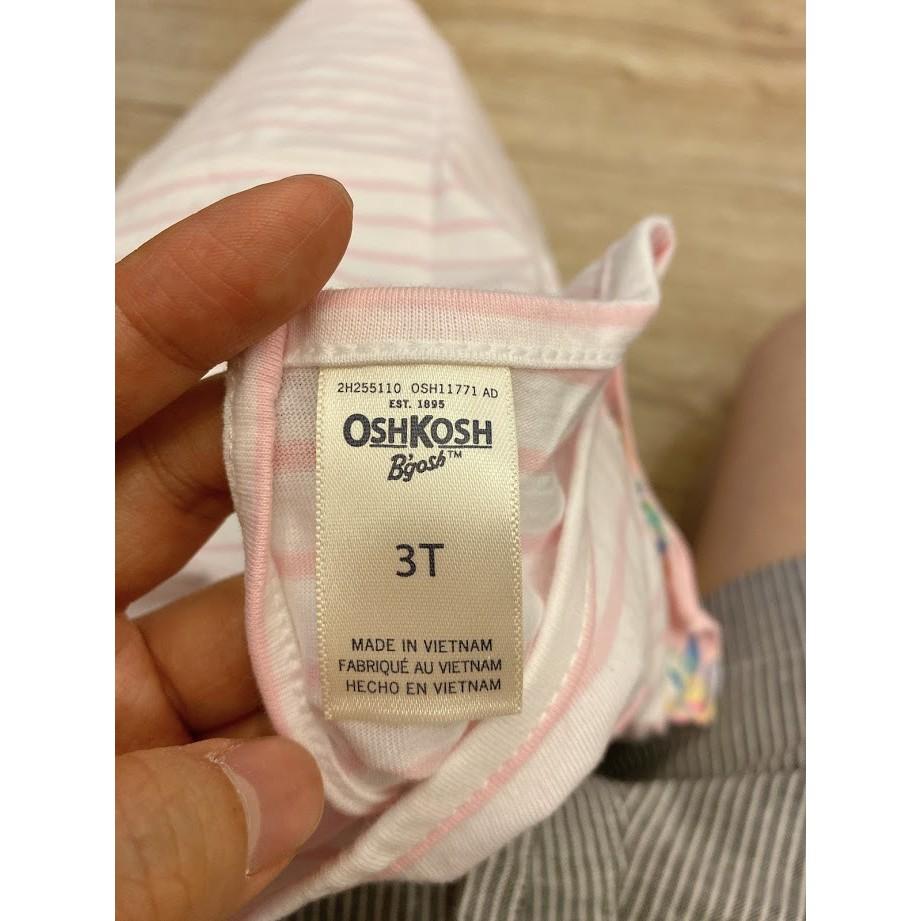 2H255110 OSH11771 AD
EST. 1895
OSHKOSH
B'gosh™
3T
MADE IN VIETNAM
FABRIQUÉ AU VIETNAM
HECHO EN VIETNAM